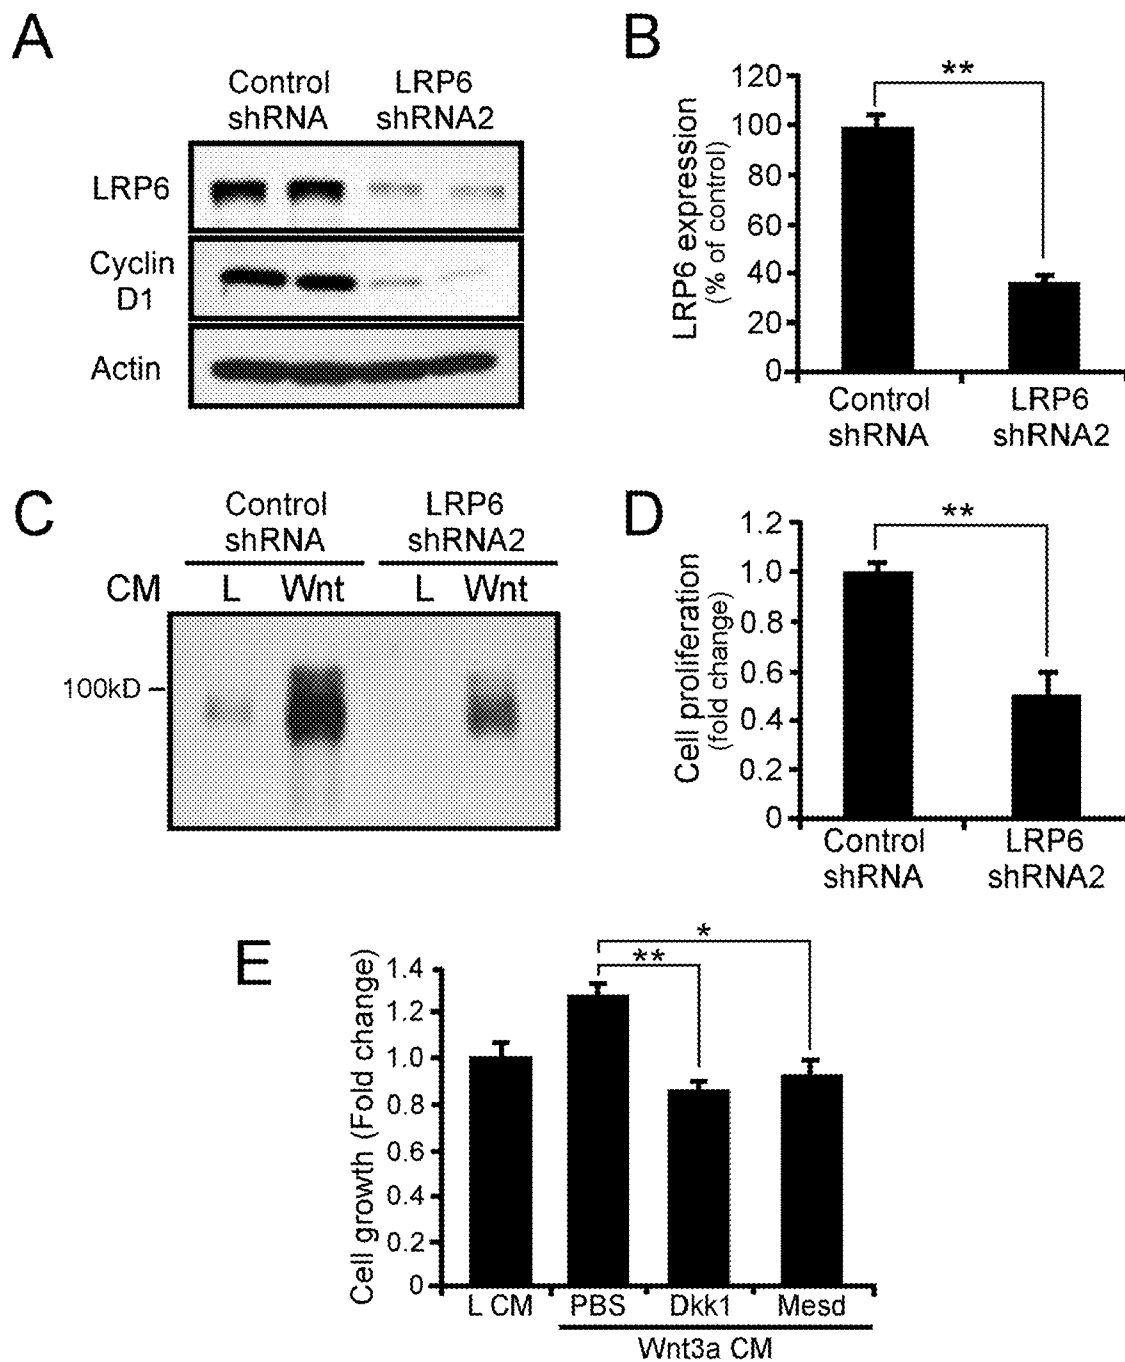 A
Control
shRNA
LRP6
shRNA2
LRP6
Cyclin
D1
Actin
B
**
120
100
80
60
40
20
0
LRP6 expression
(% of control)
Control
shRNA
LRP6
shRNA2
C
Control
shRNA
LRP6
shRNA2
CM L Wnt L Wnt
100kD
D
**
1.2
1.0
0.8
0.6
0.4
0.2
0
Cell proliferation
(fold change)
Control
shRNA
LRP6
shRNA2
E
*
**
1.4
1.2
1.0
0.8
0.6
0.4
0.2
0
Cell growth (Fold change)
L CM PBS Dkk1 Mesd
Wnt3a CM